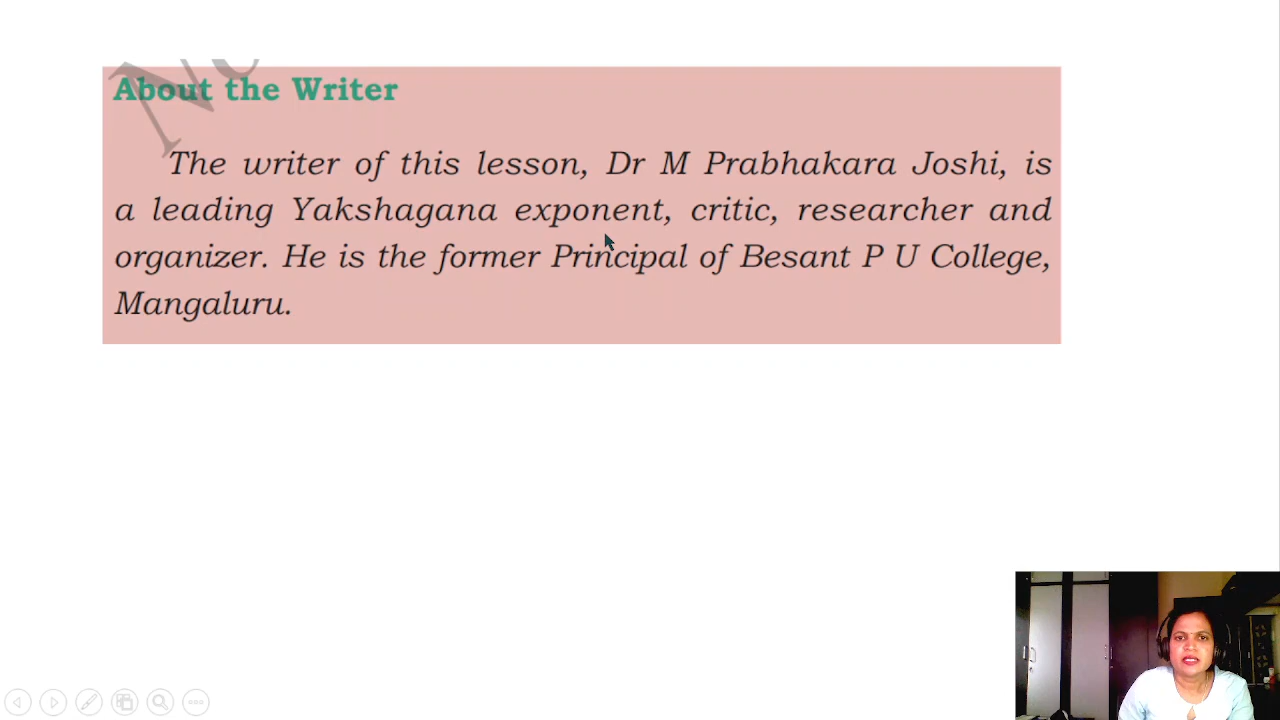 About the Writer
The writer of this lesson, Dr M Prabhakara Joshi, is
a leading Yakshagana exponent, critic, researcher and
organizer. He is the former Principal of Besant P U College,
Mangaluru.